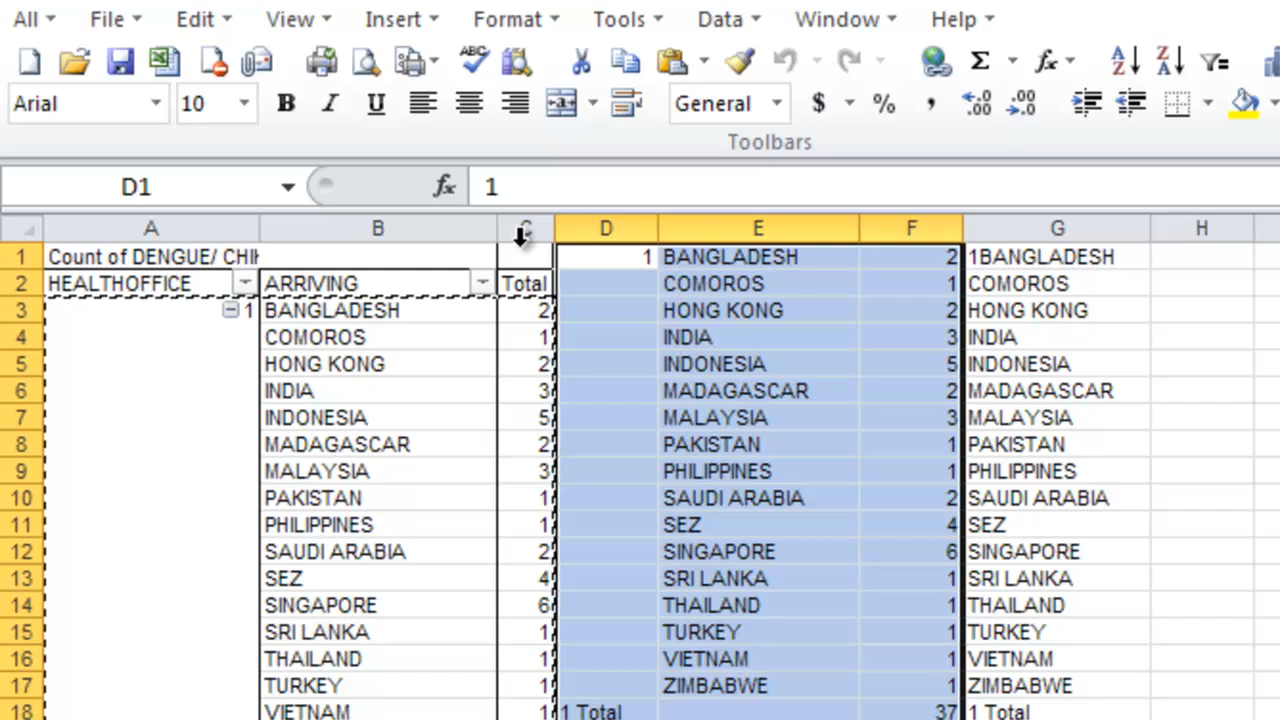 All File Edit View Insert Format Tools Data Window Help
ABC Σ fx A Z Z A
Arial 10 B I U a General $ % , .0 .00 .00 .0
Toolbars
D1 fx 1
A B C D E F G H
1 Count of DENGUE/ CHI 1 BANGLADESH 2 1BANGLADESH
2 HEALTHOFFICE ARRIVING Total COMOROS 1 COMOROS
3 1 BANGLADESH 2 HONG KONG 2 HONG KONG
4 COMOROS 1 INDIA 3 INDIA
5 HONG KONG 2 INDONESIA 5 INDONESIA
6 INDIA 3 MADAGASCAR 2 MADAGASCAR
7 INDONESIA 5 MALAYSIA 3 MALAYSIA
8 MADAGASCAR 2 PAKISTAN 1 PAKISTAN
9 MALAYSIA 3 PHILIPPINES 1 PHILIPPINES
10 PAKISTAN 1 SAUDI ARABIA 2 SAUDI ARABIA
11 PHILIPPINES 1 SEZ 4 SEZ
12 SAUDI ARABIA 2 SINGAPORE 6 SINGAPORE
13 SEZ 4 SRI LANKA 1 SRI LANKA
14 SINGAPORE 6 THAILAND 1 THAILAND
15 SRI LANKA 1 TURKEY 1 TURKEY
16 THAILAND 1 VIETNAM 1 VIETNAM
17 TURKEY 1 ZIMBABWE 1 ZIMBABWE
18 VIETNAM 1 1 Total 37 1 Total